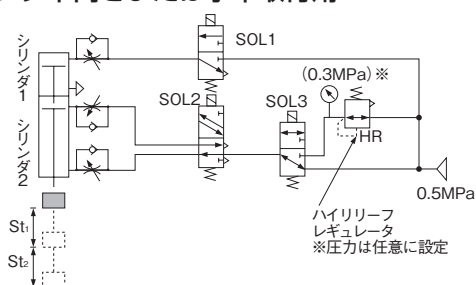 シリンダ1
シリンダ2
SOL1
(0.3MPa)※
SOL2
SOL3
HR
0.5MPa
ハイリリーフ
レギュレータ
※圧力は任意に設定
St1
St2